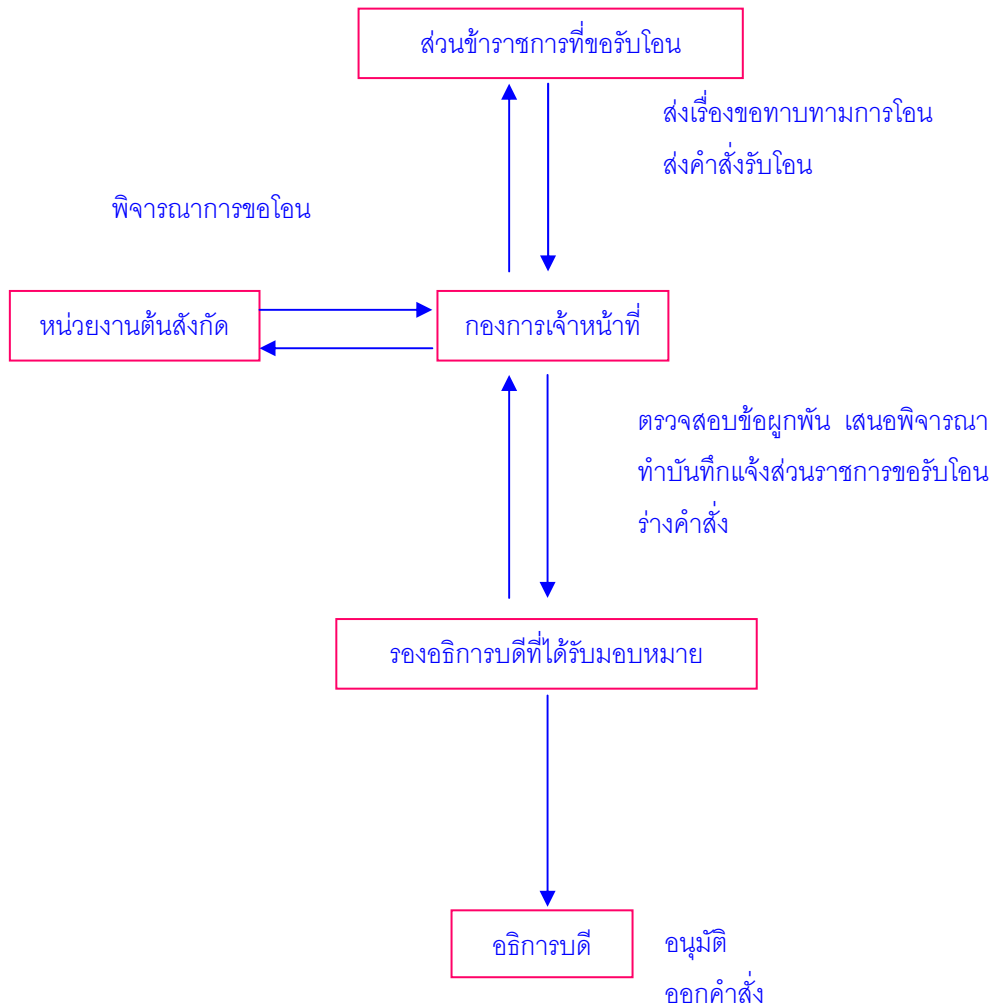 ส่วนข้าราชการที่ขอรับโอน
ส่งเรื่องขอทาบทามการโอน
ส่งคำสั่งรับโอน
พิจารณาการขอโอน
หน่วยงานต้นสังกัด
กองการเจ้าหน้าที่
ตรวจสอบข้อผูกพัน เสนอพิจารณา
ทำบันทึกแจ้งส่วนราชการขอรับโอน
ร่างคำสั่ง
รองอธิการบดีที่ได้รับมอบหมาย
อธิการบดี
อนุมัติ
ออกคำสั่ง